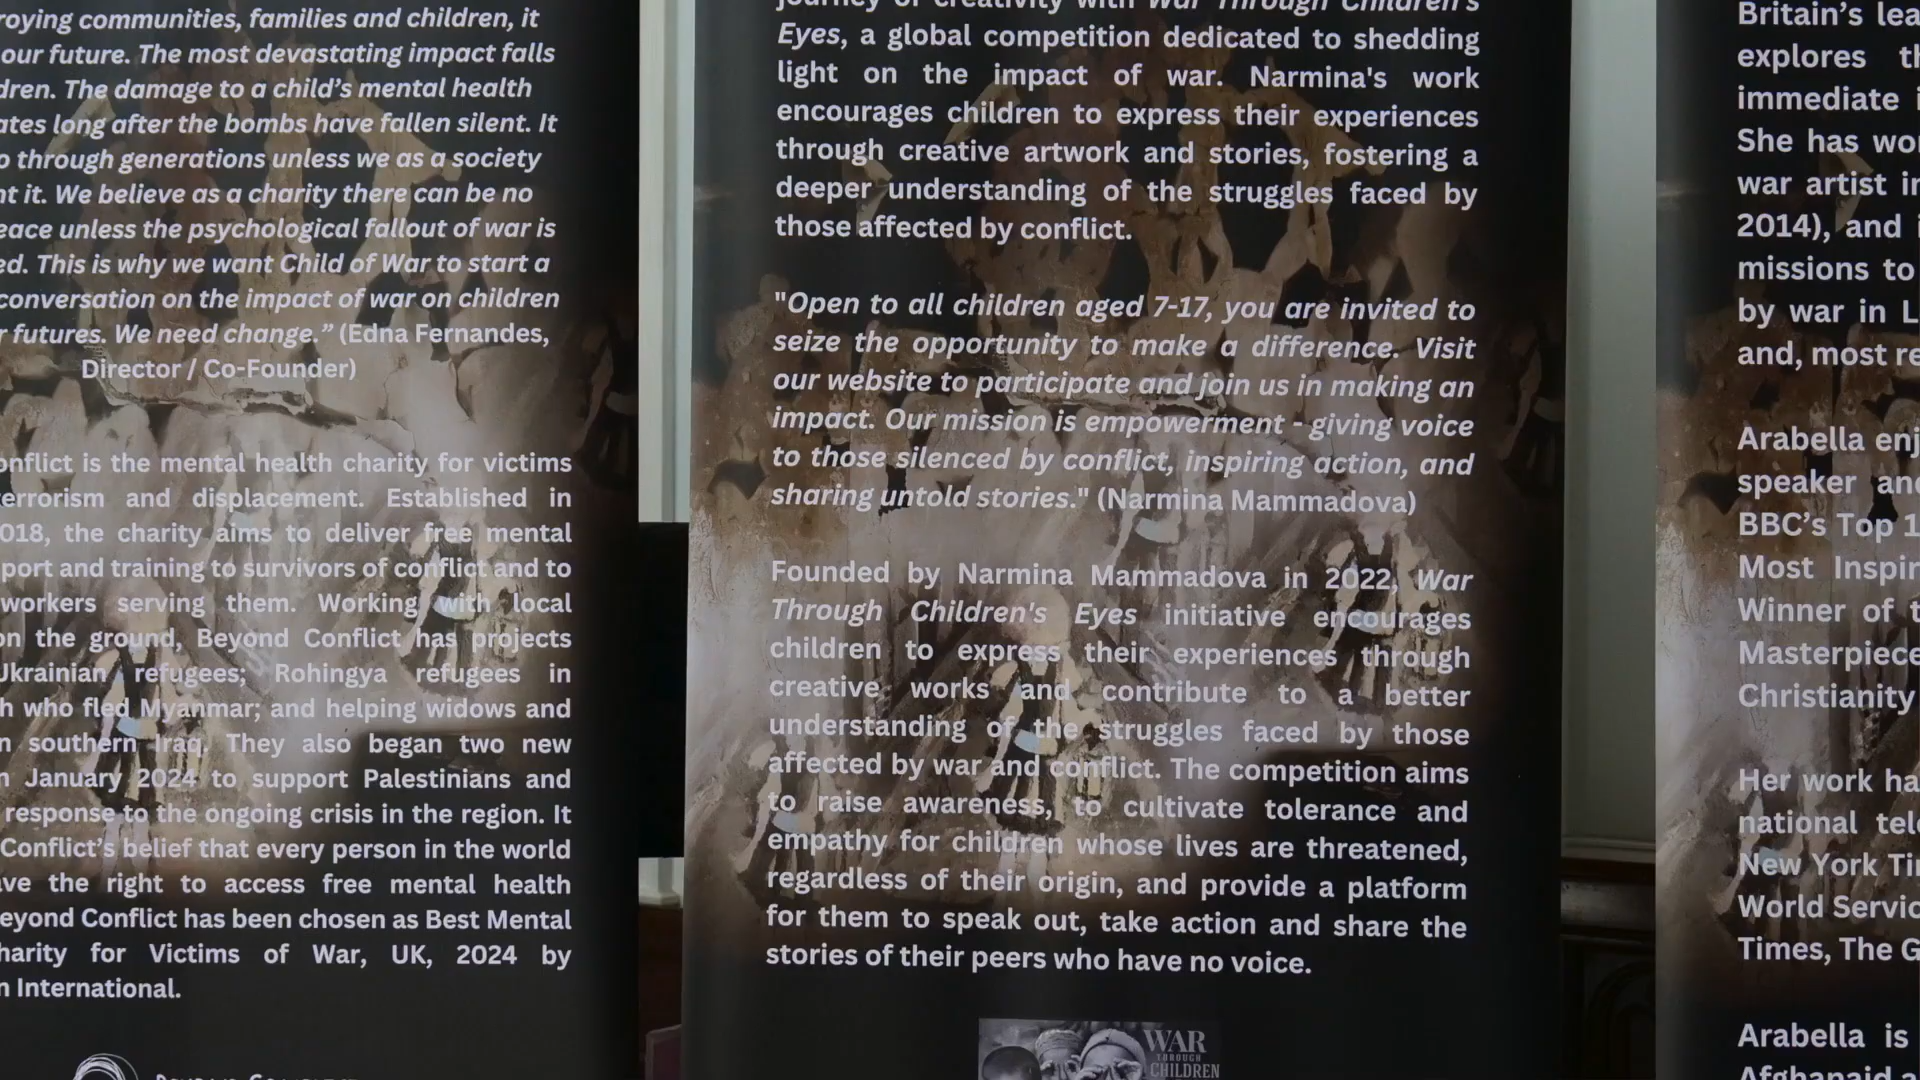 roying communities, families and children, it
our future. The most devastating impact falls
dren. The damage to a child's mental health
ates long after the bombs have fallen silent. It
o through generations unless we as a society
nt it. We believe as a charity there can be no
eace unless the psychological fallout of war is
ed. This is why we want Child of War to start a
conversation on the impact of war on children
r futures. We need change.” (Edna Fernandes,
Director / Co-Founder)
onflict is the mental health charity for victims
terrorism and displacement. Established in
018, the charity aims to deliver free mental
port and training to survivors of conflict and to
workers serving them. Working with local
on the ground, Beyond Conflict has projects
Ukrainian refugees; Rohingya refugees in
h who fled Myanmar; and helping widows and
n southern Iraq. They also began two new
n January 2024 to support Palestinians and
response to the ongoing crisis in the region. It
Conflict's belief that every person in the world
ave the right to access free mental health
eyond Conflict has been chosen as Best Mental
harity for Victims of War, UK, 2024 by
n International.
journey of creativity with War Through Children's
Eyes, a global competition dedicated to shedding
light on the impact of war. Narmina's work
encourages children to express their experiences
through creative artwork and stories, fostering a
deeper understanding of the struggles faced by
those affected by conflict.
"Open to all children aged 7-17, you are invited to
seize the opportunity to make a difference. Visit
our website to participate and join us in making an
impact. Our mission is empowerment - giving voice
to those silenced by conflict, inspiring action, and
sharing untold stories." (Narmina Mammadova)
Founded by Narmina Mammadova in 2022, War
Through Children's Eyes initiative encourages
children to express their experiences through
creative works and contribute to a better
understanding of the struggles faced by those
affected by war and conflict. The competition aims
to raise awareness, to cultivate tolerance and
empathy for children whose lives are threatened,
regardless of their origin, and provide a platform
for them to speak out, take action and share the
stories of their peers who have no voice.
WAR
THROUGH
CHILDREN
Britain's lea
explores th
immediate i
She has wor
war artist in
2014), and i
missions to
by war in L
and, most re
Arabella enj
speaker and
BBC's Top 1
Most Inspir
Winner of t
Masterpiece
Christianity
Her work ha
national tele
New York Ti
World Servic
Times, The G
Arabella is
Afghanaid a